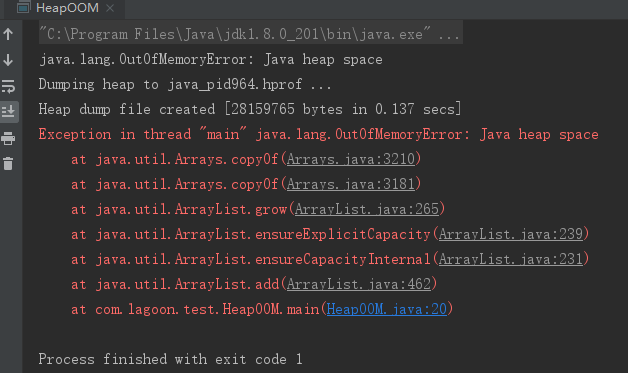 HeapOOM
"C:\Program Files\Java\jdk1.8.0_201\bin\java.exe" ...
java.lang.OutOfMemoryError: Java heap space
Dumping heap to java_pid964.hprof ...
Heap dump file created [28159765 bytes in 0.137 secs]
Exception in thread "main" java.lang.OutOfMemoryError: Java heap space
at java.util.Arrays.copyOf(Arrays.java:3210)
at java.util.Arrays.copyOf(Arrays.java:3181)
at java.util.ArrayList.grow(ArrayList.java:265)
at java.util.ArrayList.ensureExplicitCapacity(ArrayList.java:239)
at java.util.ArrayList.ensureCapacityInternal(ArrayList.java:231)
at java.util.ArrayList.add(ArrayList.java:462)
at com.lagoon.test.HeapOOM.main(HeapOOM.java:20)
Process finished with exit code 1